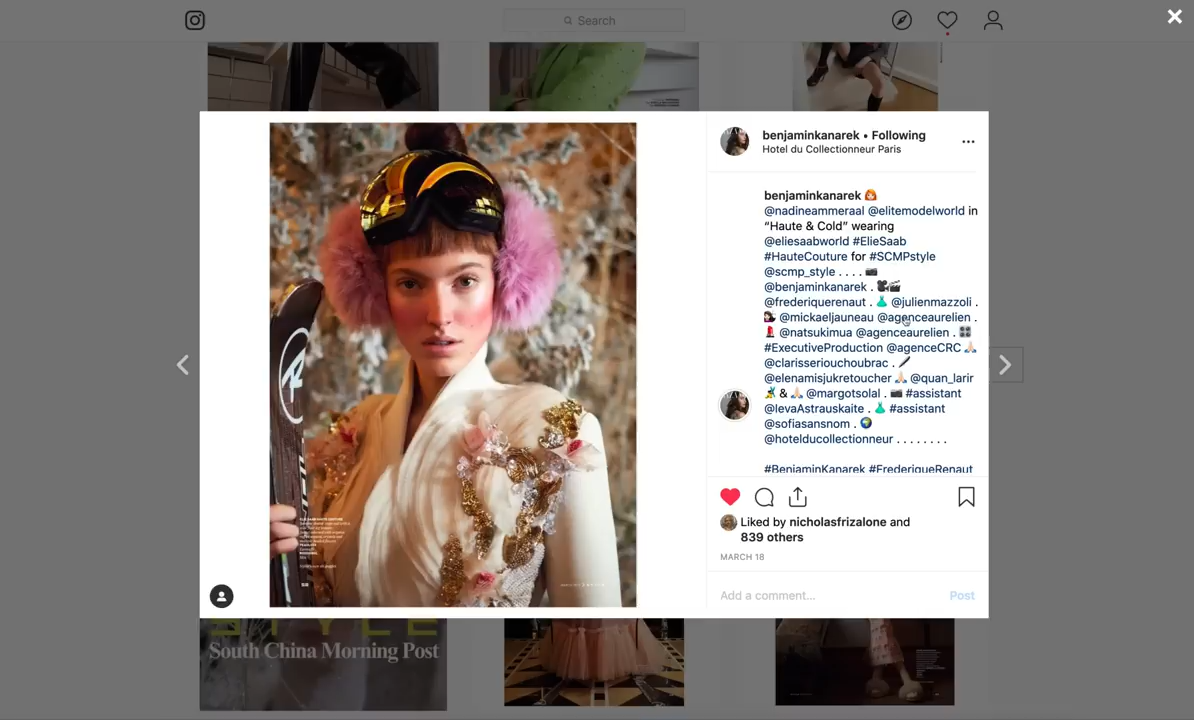 Search
benjaminkanarek • Following
Hotel du Collectionneur Paris
benjaminkanarek
@nadineammeraal @elitemodelworld in
“Haute & Cold” wearing
@eliesaabworld #ElieSaab
#HauteCouture for #SCMPstyle
@scmp_style . . . .
@benjaminkanarek .
@frederiquerenaut . @julienmazzoli .
@mickaeljauneau @agenceaurelien .
@natsukimua @agenceaurelien .
#ExecutiveProduction @agenceCRC
@clarisseriouchoubrac .
@elenamisjukretoucher @quan_larir
& @margotsolal . #assistant
@levaAstrauskaite . #assistant
@sofiasansnom .
@hotelducollectionneur . . . . . . . .
#BenjaminKanarek #FrederiqueRenaut
Liked by nicholasfrizalone and
839 others
MARCH 18
Add a comment... Post
STYLE
South China Morning Post